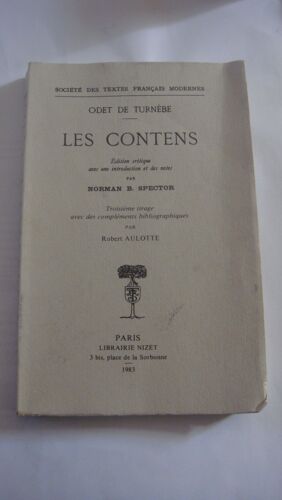 SOCIÉTÉ DES TEXTES FRANÇAIS MODERNES
ODET DE TURNÈBE
LES CONTENS
Édition critique
avec une introduction et des notes
PAR
NORMAN B. SPECTOR
Troisième tirage
avec des compléments bibliographiques
PAR
Robert AULOTTE
PARIS
LIBRAIRIE NIZET
3 bis, place de la Sorbonne
1983